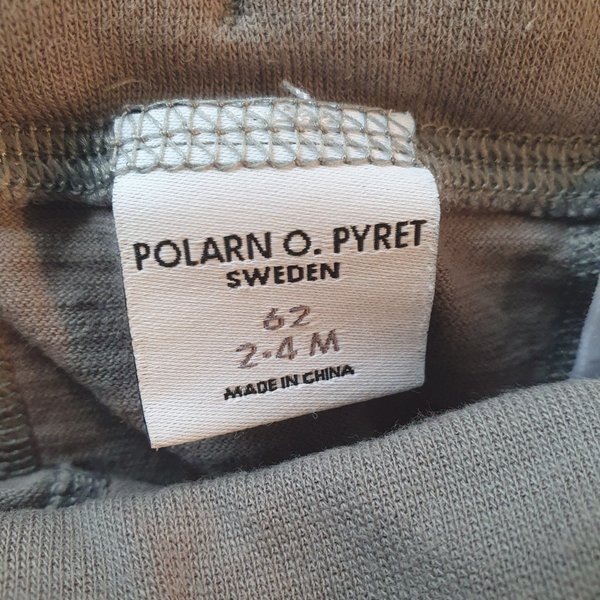 POLARN O. PYRET
SWEDEN
62
2-4 M
MADE IN CHINA